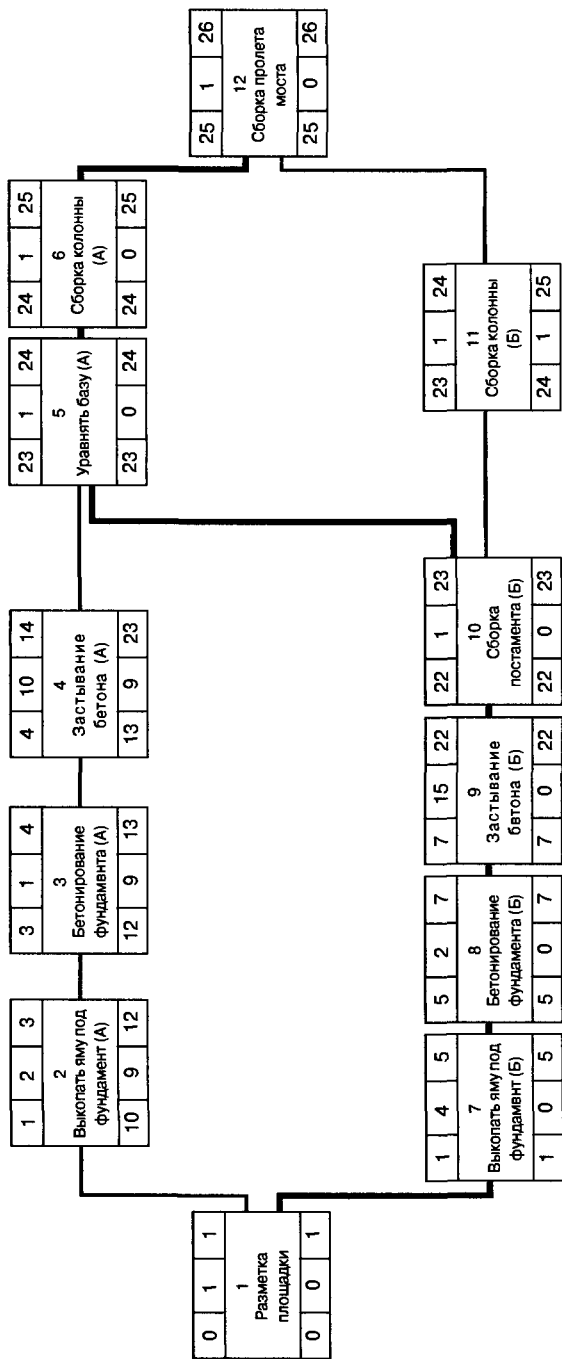 0 1 1
1
Разметка
площадки
0 0 1
1 2 3
2
Выкопать яму под
фундамент (А)
10 9 12
3 1 4
3
Бетонирование
фундамвнта (А)
12 9 13
4 10 14
4
Застывание
бетона (А)
13 9 23
23 1 24
5
Уравнять базу (А)
23 0 24
24 1 25
6
Сборка колонны
(А)
24 0 25
1 4 5
7
Выкопать яму под
фундамвнт (Б)
1 0 5
5 2 7
8
Бетонирование
фундамента (Б)
5 0 7
7 15 22
9
Застывание
бвтона (Б)
7 0 22
22 1 23
10
Сборка
постамента (Б)
22 0 23
23 1 24
11
Сборка колонны
(Б)
24 1 25
25 1 26
12
Сборка пролета
моста
25 0 26